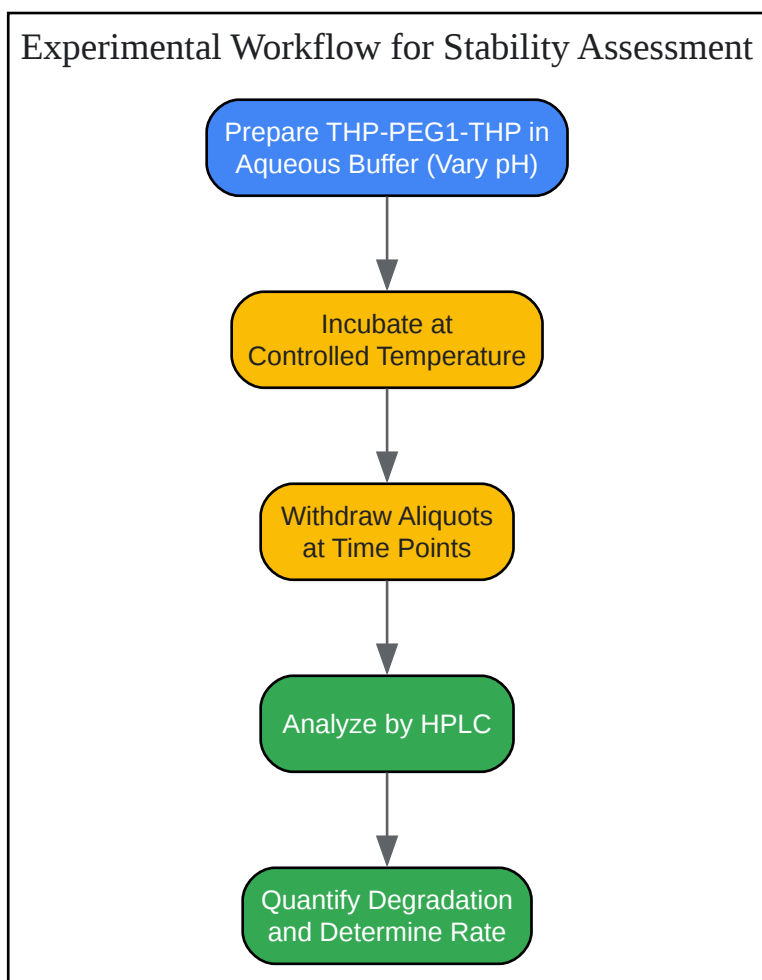 Experimental Workflow for Stability Assessment
Prepare THP-PEG1-THP in
Aqueous Buffer (Vary pH)
Incubate at
Controlled Temperature
Withdraw Aliquots
at Time Points
Analyze by HPLC
Quantify Degradation
and Determine Rate